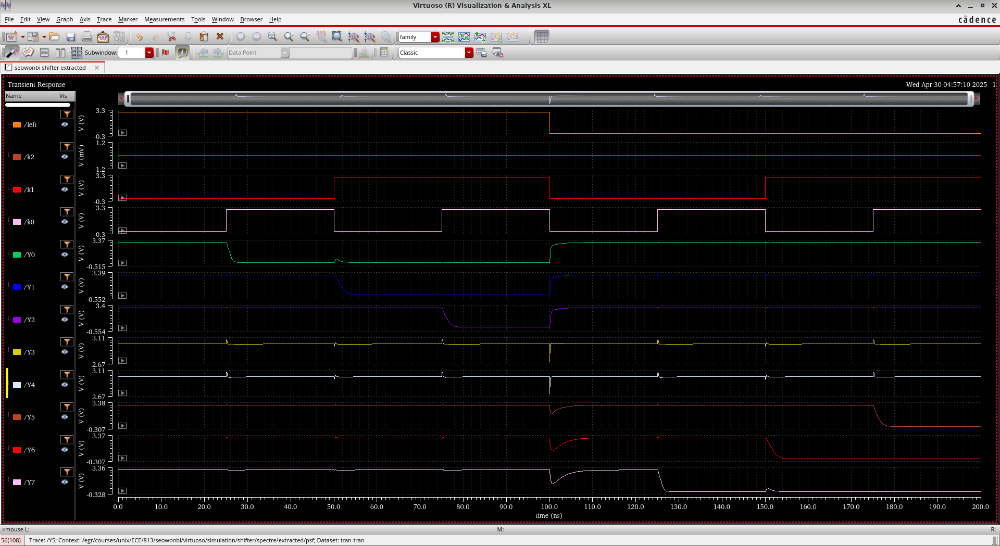 Virtuoso (R) Visualization & Analysis XL
File Edit View Graph Axis Trace Marker Measurements Tools Window Browser Help
cādence
family
Subwindow: 1 Data Point Classic
seowonbi shifter extracted
Transient Response Wed Apr 30 04:57:10 2025 1
Name Vis
/left V (V) 3.3 -0.3
/k2 V (mV) 1.2 -1.2
/k1 V (V) 3.3 -0.3
/k0 V (V) 3.3 -0.3
/Y0 V (V) 3.37 -0.515
/Y1 V (V) 3.39 -0.552
/Y2 V (V) 3.4 -0.554
/Y3 V (V) 3.11 2.67
/Y4 V (V) 3.11 2.67
/Y5 V (V) 3.38 -0.307
/Y6 V (V) 3.37 -0.307
/Y7 V (V) 3.36 -0.328
0.0 10.0 20.0 30.0 40.0 50.0 60.0 70.0 80.0 90.0 100.0 110.0 120.0 130.0 140.0 150.0 160.0 170.0 180.0 190.0 200.0
time (ns)
mouse L: M: R:
56(108) Trace: /Y5; Context: /egr/courses/unix/ECE/813/seowonbi/virtuoso/simulation/shifter/spectre/extracted/psf; Dataset: tran-tran